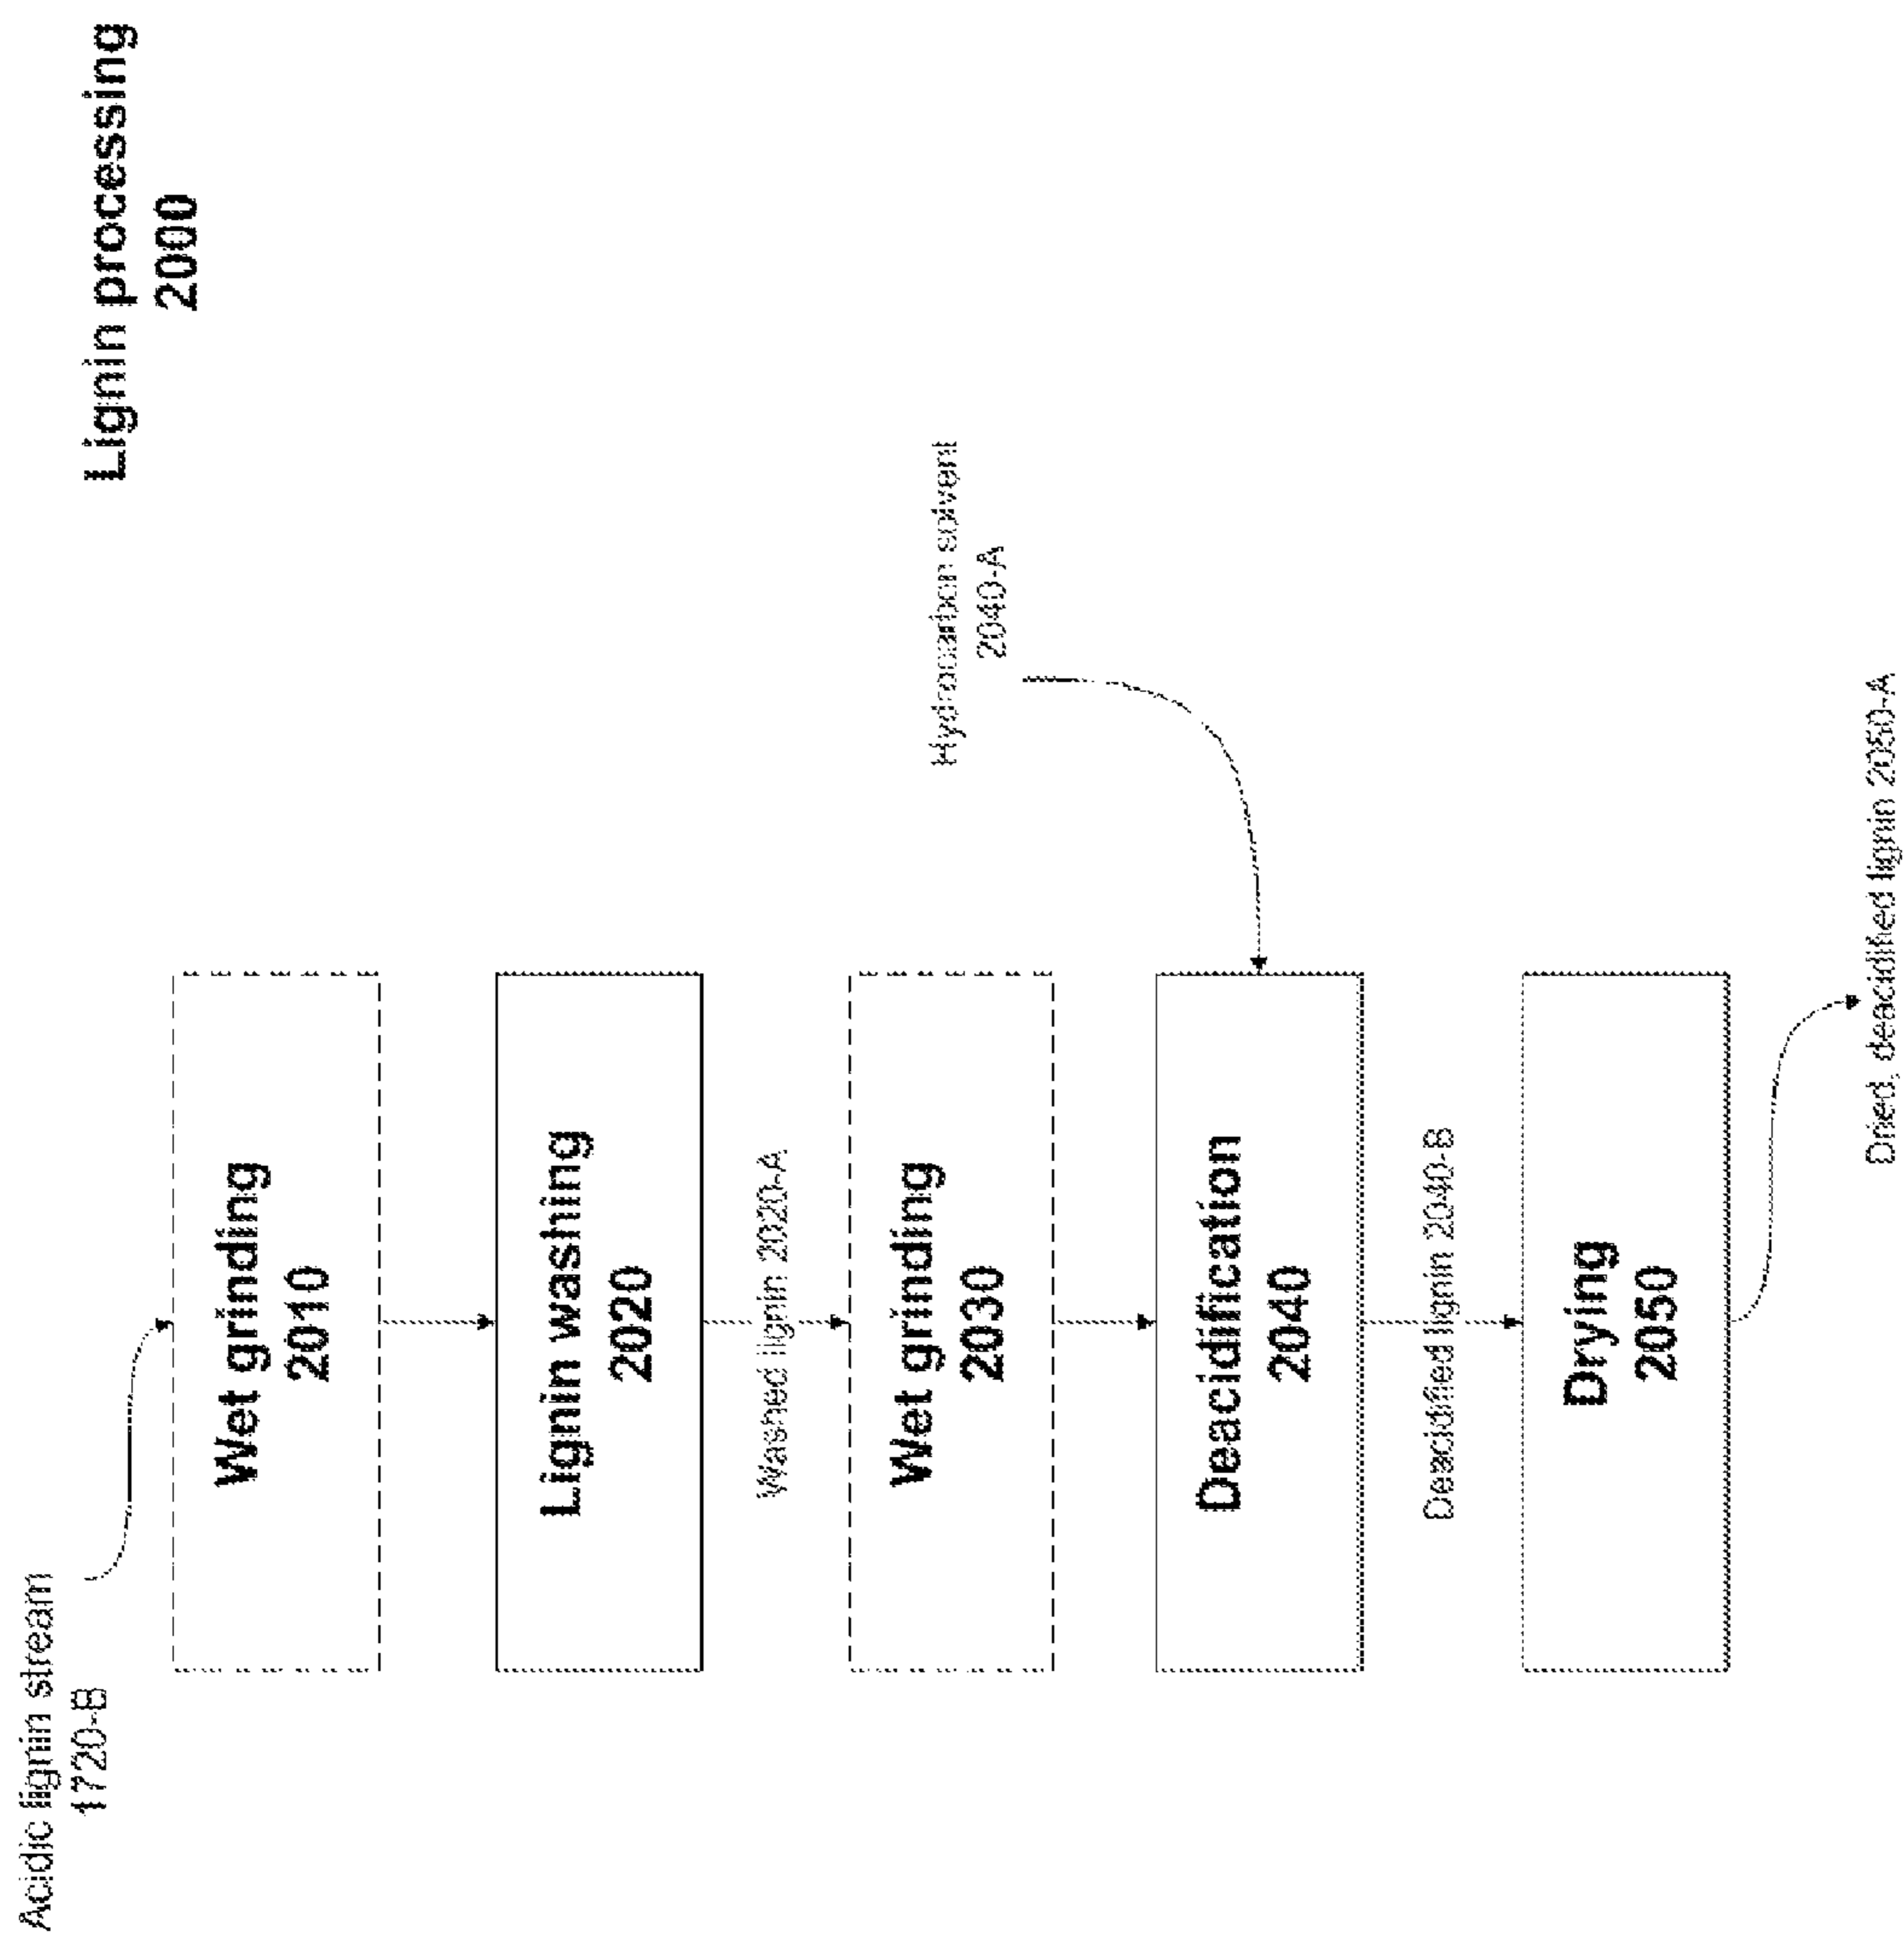 Lignin processing
2000
Acidic lignin stream
1720-B
Wet grinding
2010
Lignin washing
2020
Washed lignin 2020-A
Wet grinding
2030
Hydrocarbon solvent
2040-A
Deacidification
2040
Deacidified lignin 2040-B
Drying
2050
Dried, deacidified lignin 2050-A